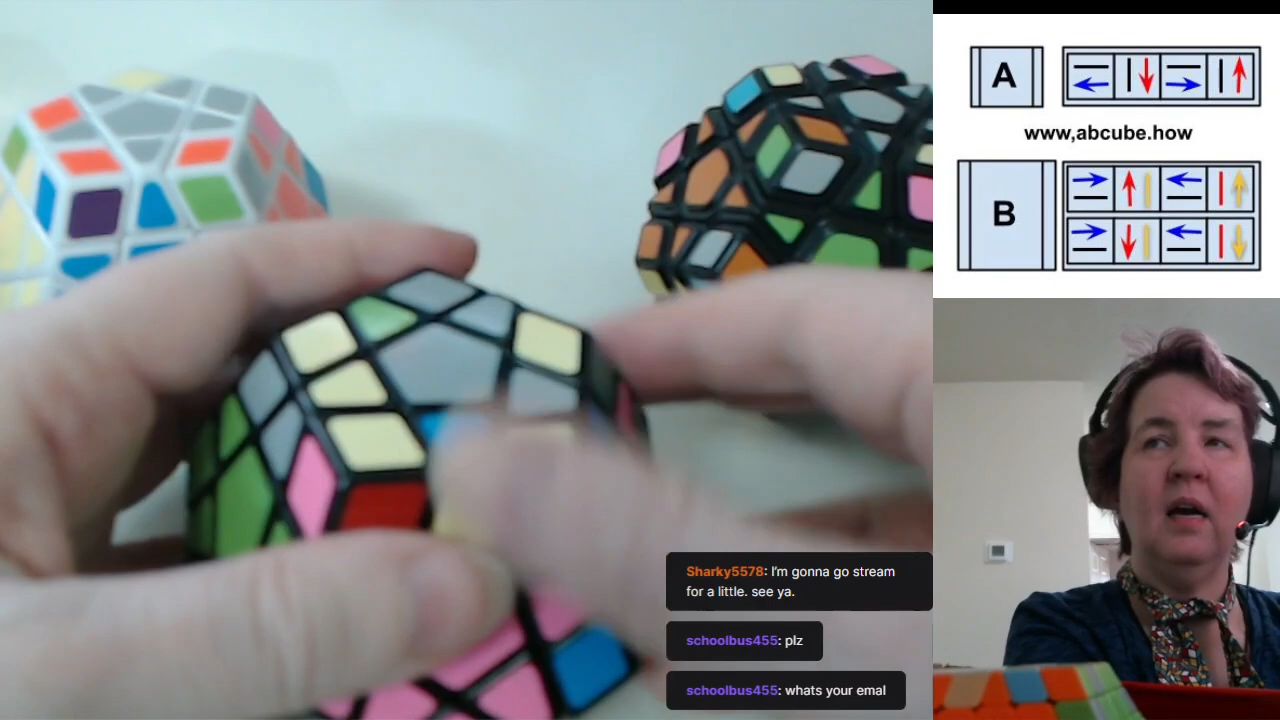 A
www,abcube.how
B
Sharky5578: I'm gonna go stream
for a little. see ya.
schoolbus455: plz
schoolbus455: whats your emal